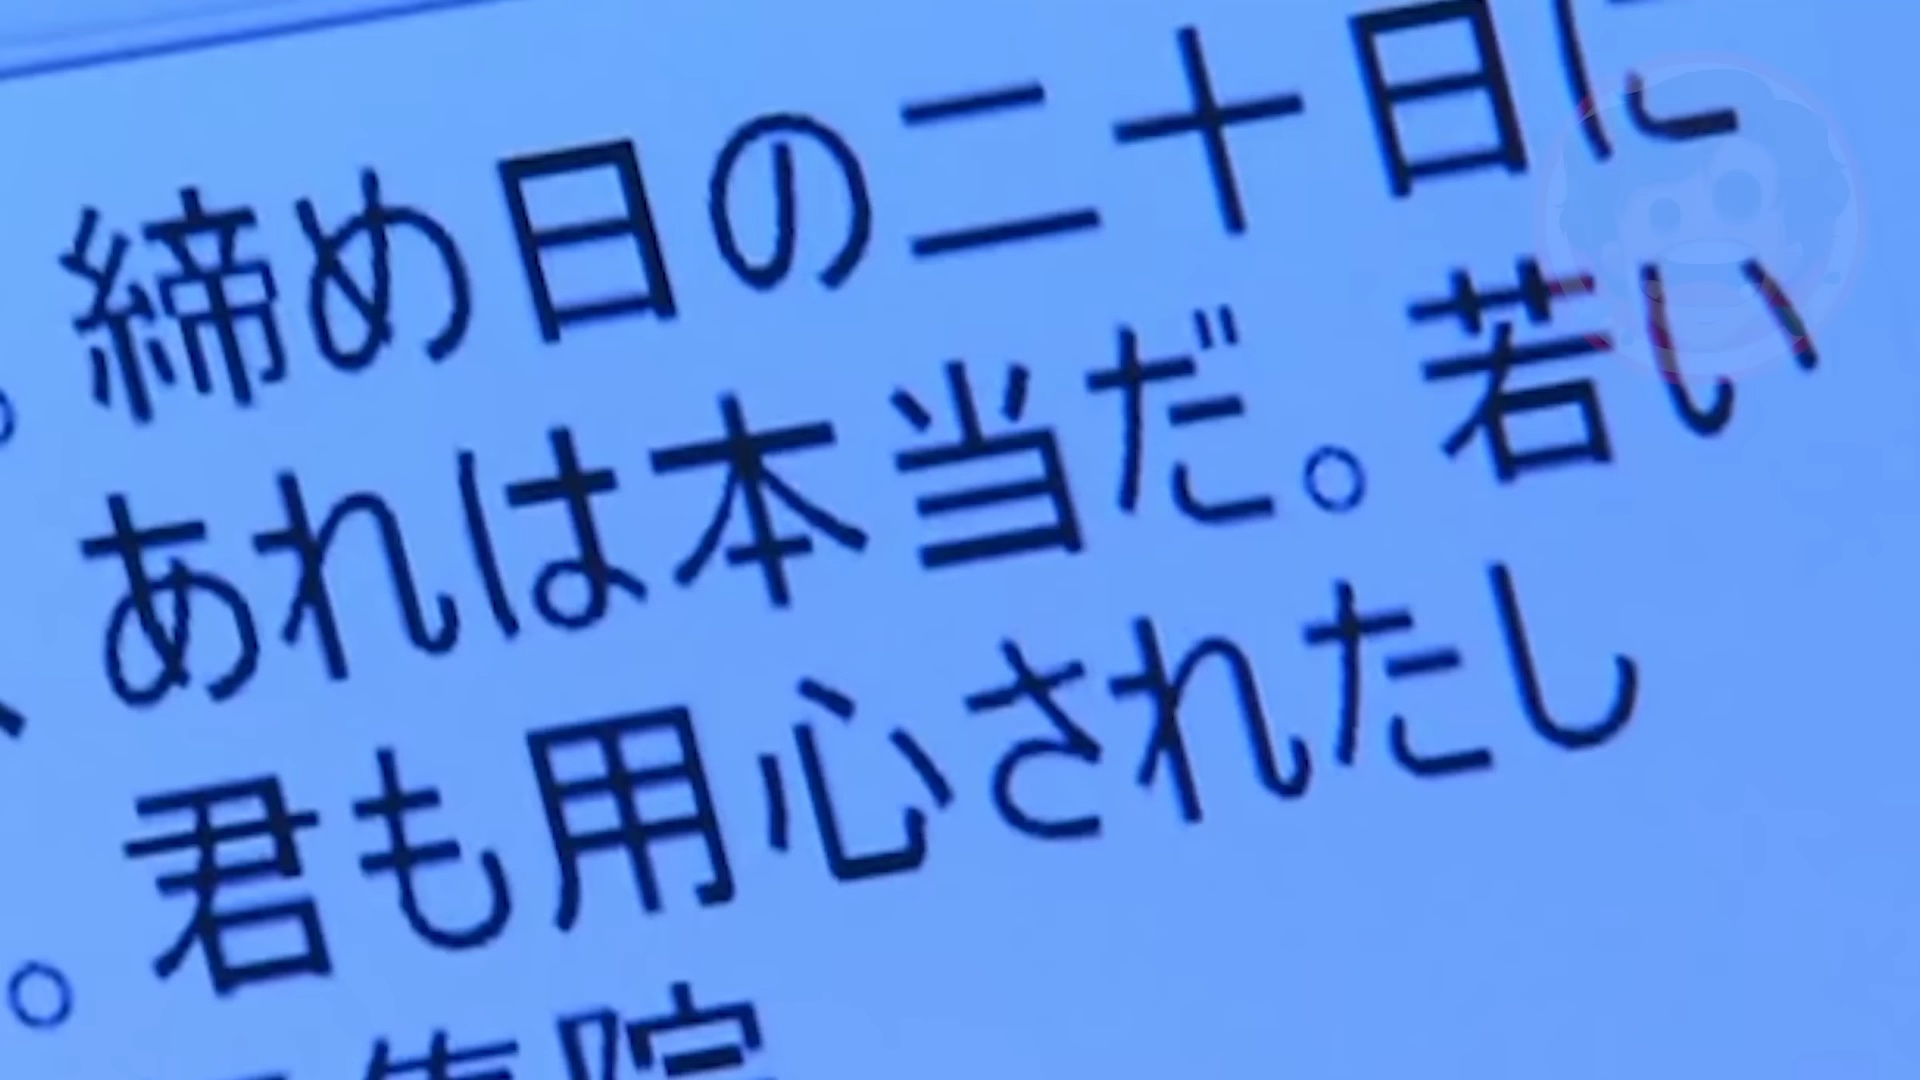 。締め日の二十日に
、あれは本当だ。若い
。君も用心されたし
院